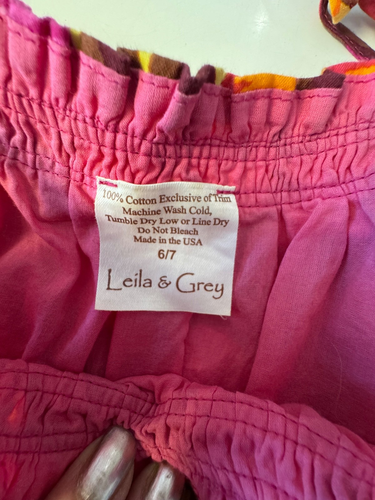 100% Cotton Exclusive of Trim
Machine Wash Cold,
Tumble Dry Low or Line Dry
Do Not Bleach
Made in the USA
6/7
Leila & Grey